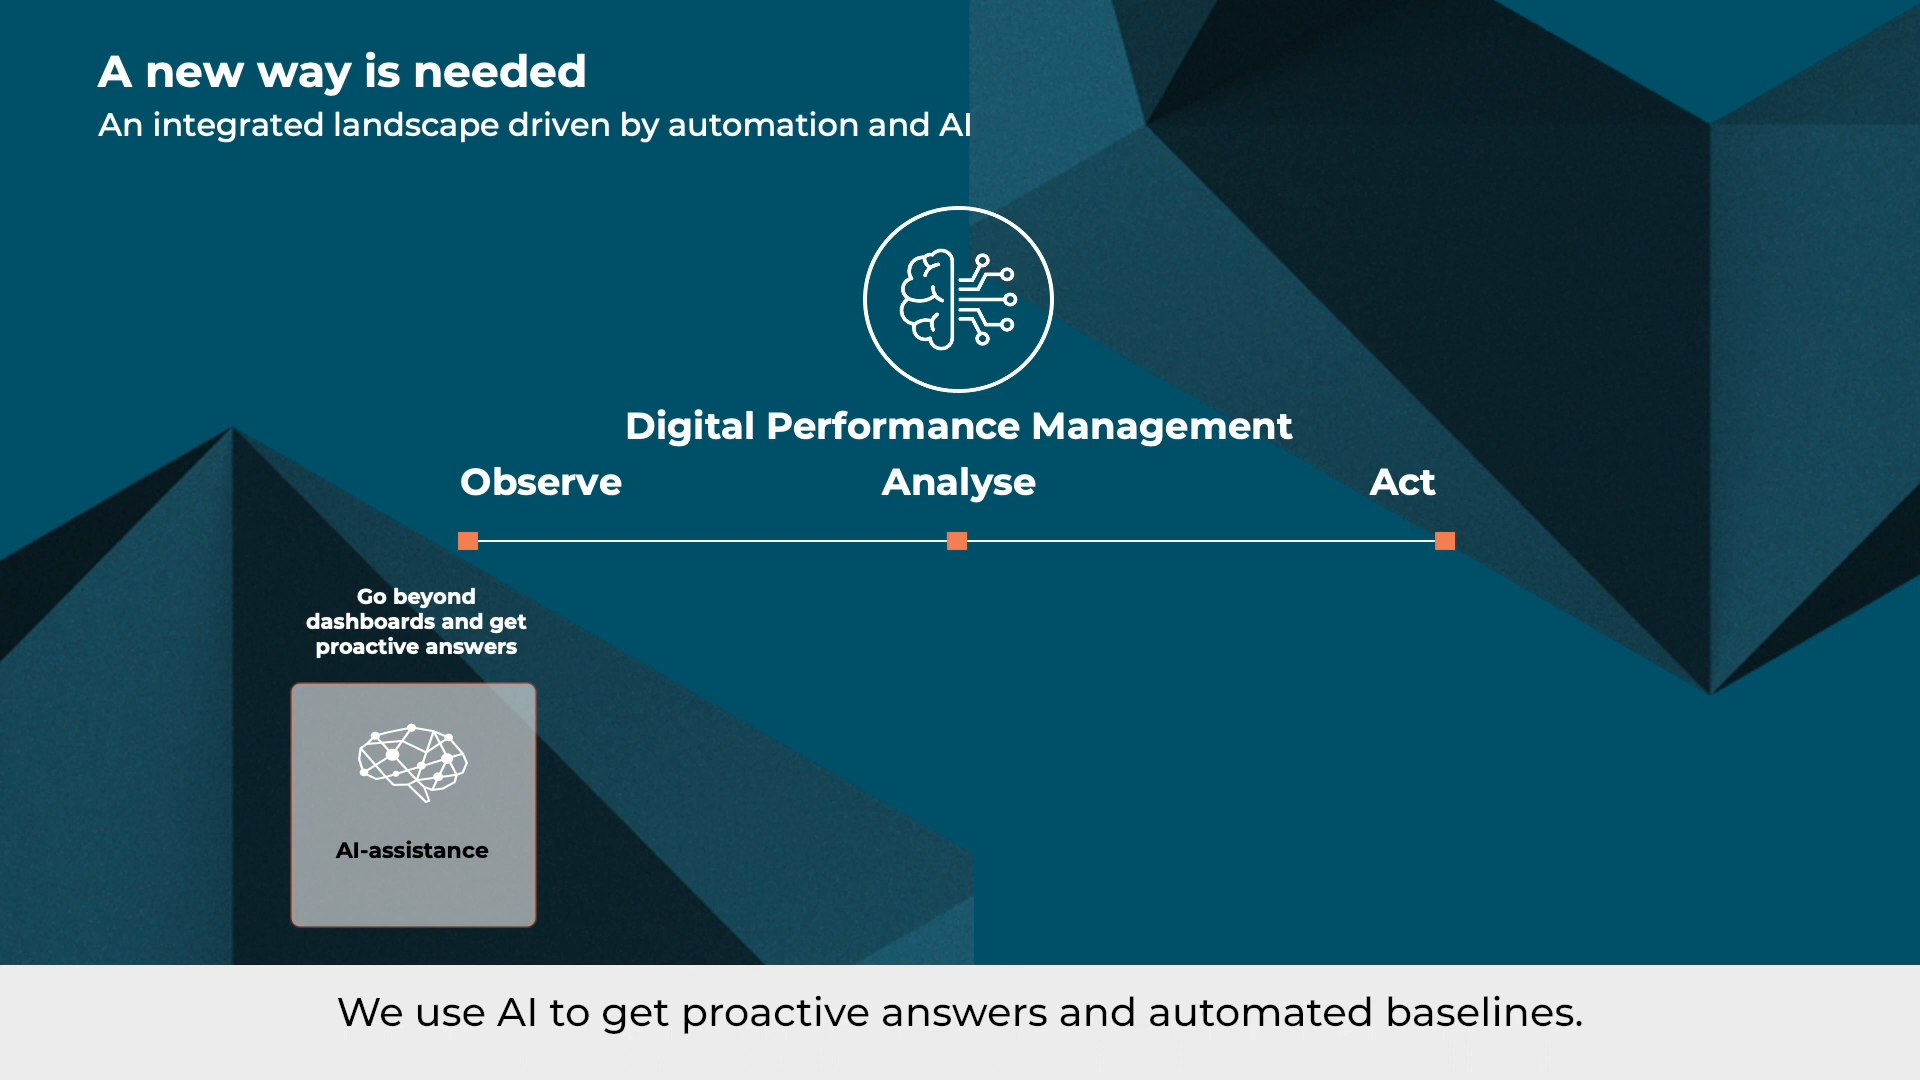 A new way is needed
An integrated landscape driven by automation and AI
Digital Performance Management
Observe Analyse Act
Go beyond
dashboards and get
proactive answers
AI-assistance
We use AI to get proactive answers and automated baselines.